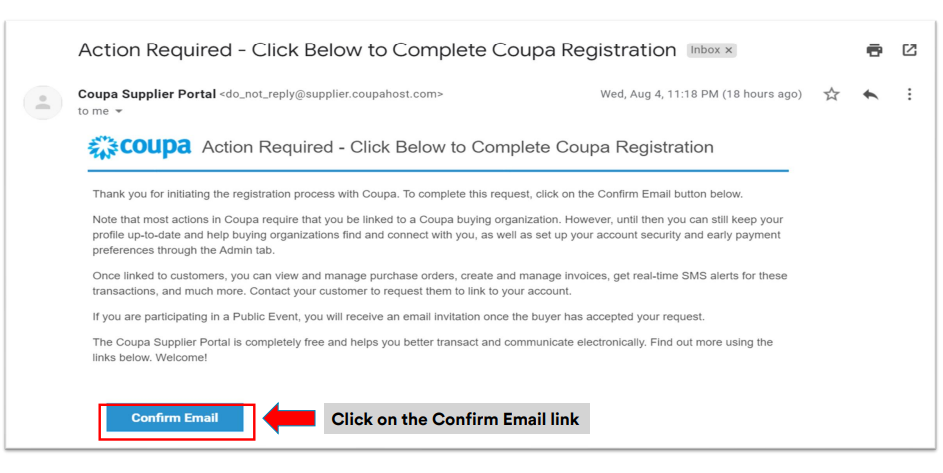 Action Required - Click Below to Complete Coupa Registration Inbox ×
Coupa Supplier Portal <do_not_reply@supplier.coupahost.com> Wed, Aug 4, 11:18 PM (18 hours ago)
to me
coupa Action Required - Click Below to Complete Coupa Registration
Thank you for initiating the registration process with Coupa. To complete this request, click on the Confirm Email button below.
Note that most actions in Coupa require that you be linked to a Coupa buying organization. However, until then you can still keep your
profile up-to-date and help buying organizations find and connect with you, as well as set up your account security and early payment
preferences through the Admin tab.
Once linked to customers, you can view and manage purchase orders, create and manage invoices, get real-time SMS alerts for these
transactions, and much more. Contact your customer to request them to link to your account.
If you are participating in a Public Event, you will receive an email invitation once the buyer has accepted your request.
The Coupa Supplier Portal is completely free and helps you better transact and communicate electronically. Find out more using the
links below. Welcome!
Confirm Email Click on the Confirm Email link